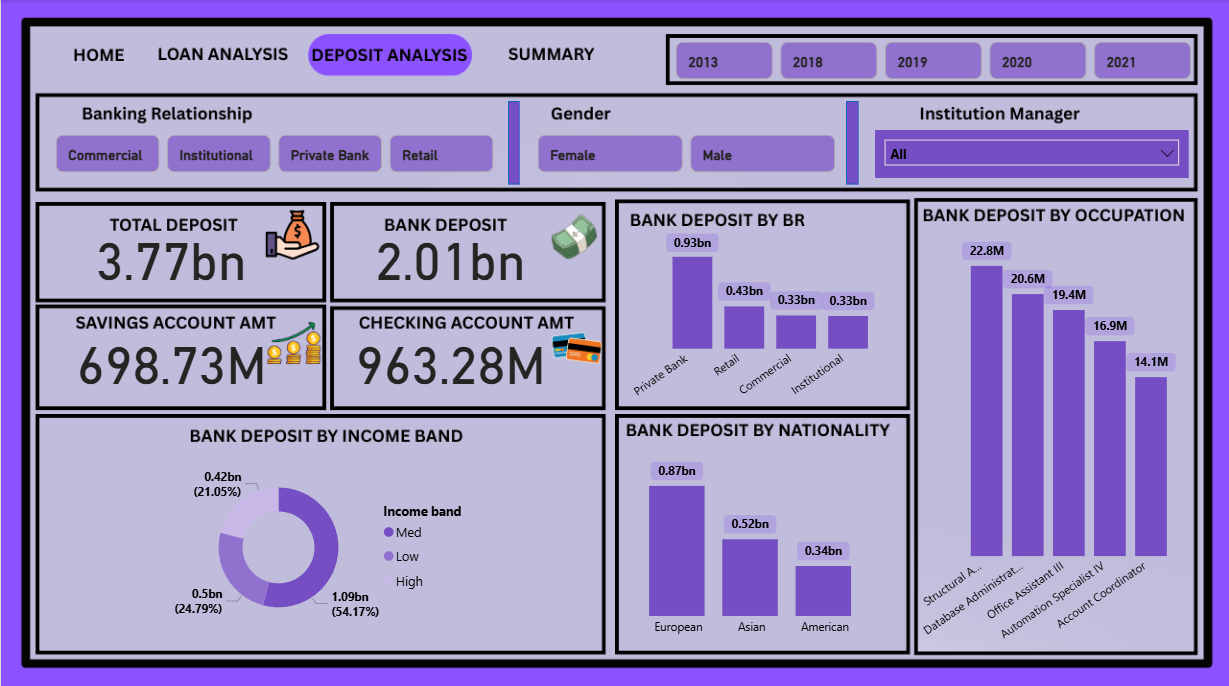 HOME LOAN ANALYSIS DEPOSIT ANALYSIS SUMMARY
2013 2018 2019 2020 2021
Banking Relationship
Commercial Institutional Private Bank Retail
Gender
Female Male
Institution Manager
All
TOTAL DEPOSIT
3.77bn
BANK DEPOSIT
2.01bn
SAVINGS ACCOUNT AMT
698.73M
CHECKING ACCOUNT AMT
963.28M
BANK DEPOSIT BY BR
0.93bn
0.43bn
0.33bn
0.33bn
Private Bank
Retail
Commercial
Institutional
BANK DEPOSIT BY OCCUPATION
22.8M
20.6M
19.4M
16.9M
14.1M
Structural A...
Database Administrat...
Office Assistant III
Automation Specialist IV
Account Coordinator
BANK DEPOSIT BY INCOME BAND
0.42bn
(21.05%)
0.5bn
(24.79%)
1.09bn
(54.17%)
Income band
Med
Low
High
BANK DEPOSIT BY NATIONALITY
0.87bn
0.52bn
0.34bn
European
Asian
American